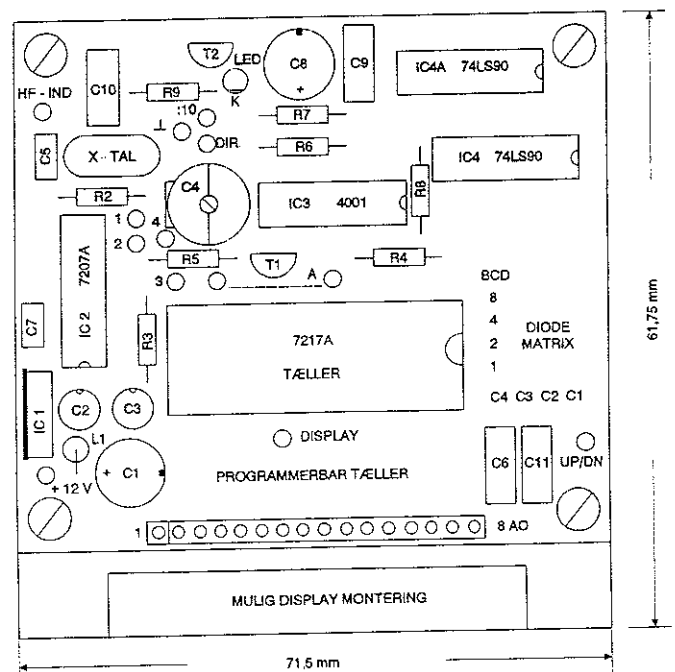 T2
LED
K
C8
+
C9
IC4A 74LS90
HF - IND
C10
R9
:10
DIR
R7
R6
C5
X - TAL
IC4 74LS90
R2
C4
IC3 4001
R8
1
2
4
7207A
IC 2
R5
T1
R4
3
A
BCD
8
4
2
1
DIODE
MATRIX
C7
R3
7217A
TÆLLER
C4 C3 C2 C1
IC 1
C2
C3
L1
DISPLAY
+ C1
+ 12 V
PROGRAMMERBAR TÆLLER
C6
C11
UP/DN
1
8 AO
MULIG DISPLAY MONTERING
71,5 mm
61,75 mm